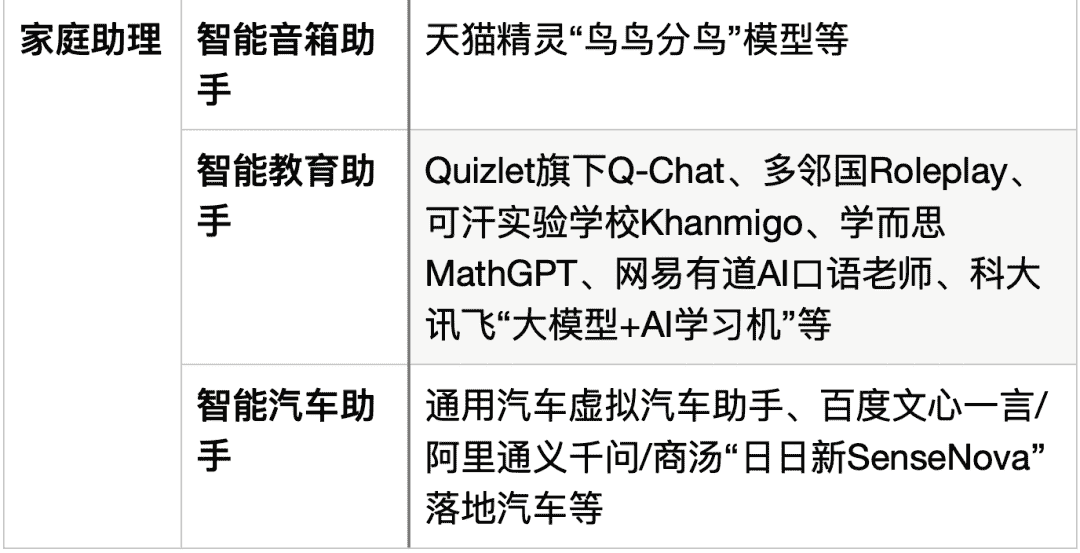 家庭助理
智能音箱助
手
天猫精灵“鸟鸟分鸟”模型等
智能教育助
手
Quizlet旗下Q-Chat、多邻国Roleplay、
可汗实验学校Khanmigo、学而思
MathGPT、网易有道AI口语老师、科大
讯飞“大模型+AI学习机”等
智能汽车助
手
通用汽车虚拟汽车助手、百度文心一言/
阿里通义千问/商汤“日日新SenseNova”
落地汽车等